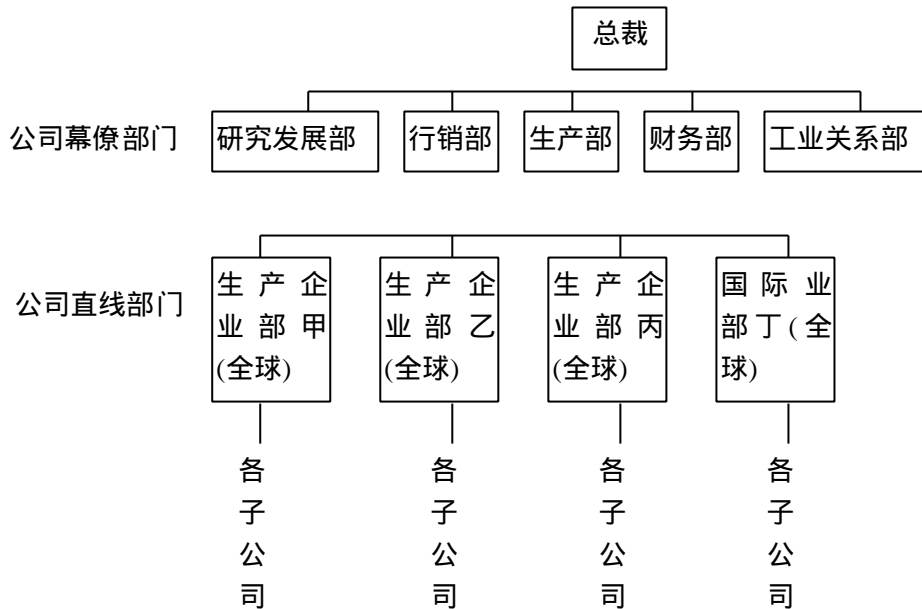 总裁
公司幕僚部门
研究发展部
行销部
生产部
财务部
工业关系部
公司直线部门
生产企
业部甲
(全球)
生产企
业部乙
(全球)
生产企
业部丙
(全球)
国际业
部丁(全
球)
各子公司
各子公司
各子公司
各子公司